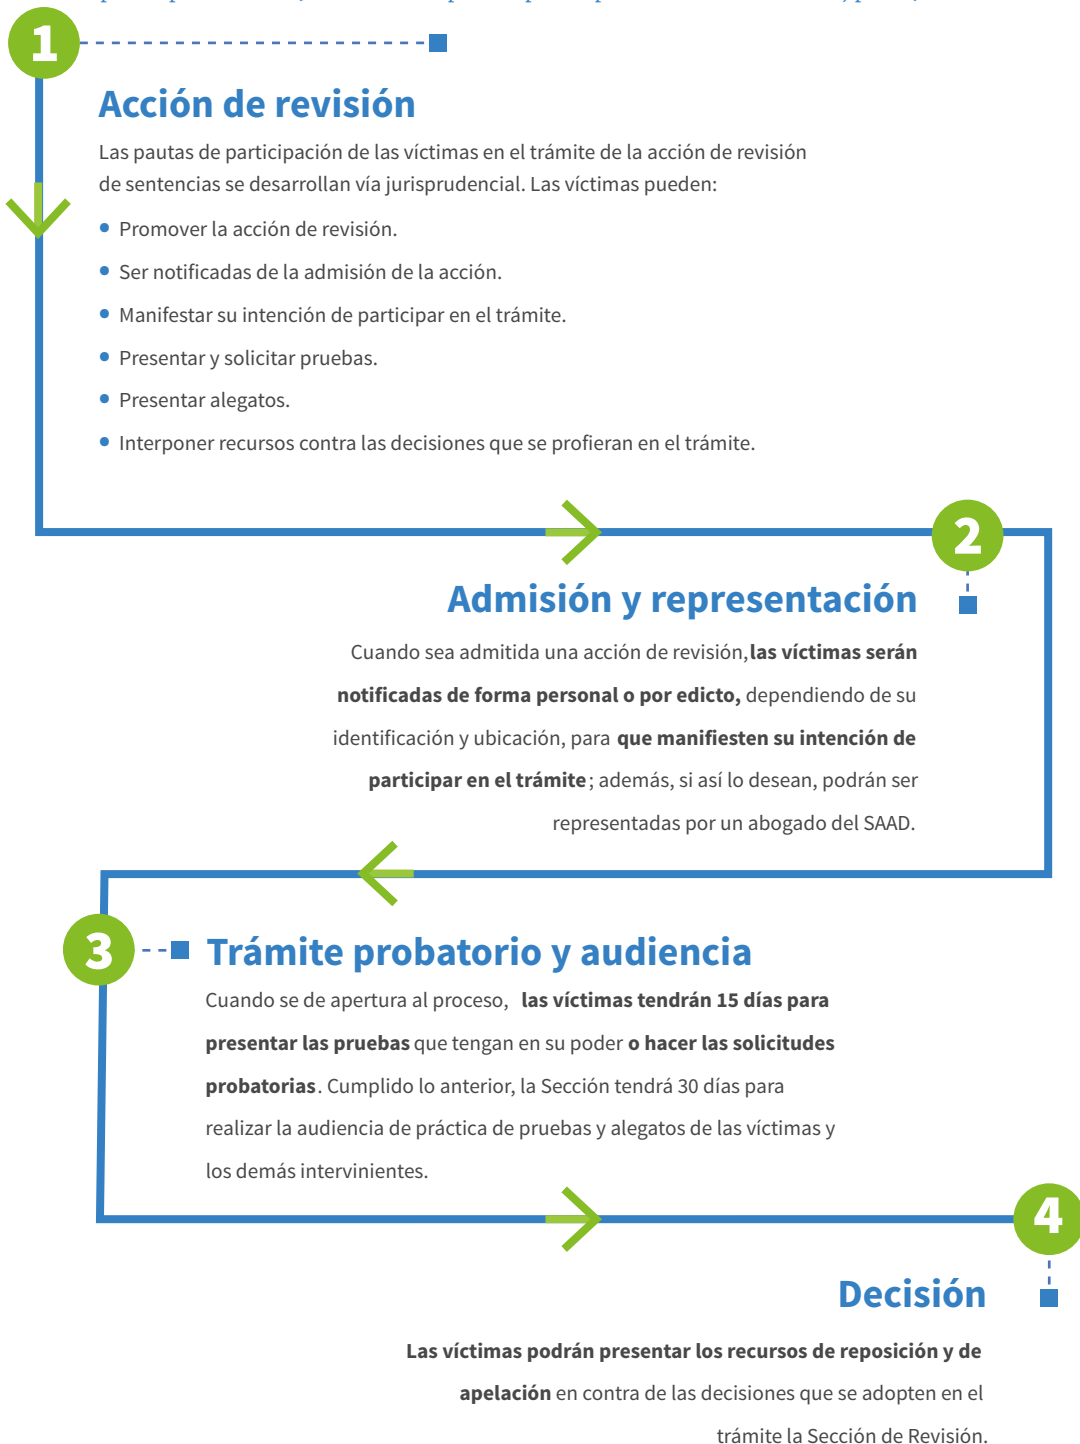 1
Acción de revisión
Las pautas de participación de las víctimas en el trámite de la acción de revisión
de sentencias se desarrollan vía jurisprudencial. Las víctimas pueden:
• Promover la acción de revisión.
• Ser notificadas de la admisión de la acción.
• Manifestar su intención de participar en el trámite.
• Presentar y solicitar pruebas.
• Presentar alegatos.
• Interponer recursos contra las decisiones que se profieran en el trámite.
2
Admisión y representación
Cuando sea admitida una acción de revisión, las víctimas serán
notificadas de forma personal o por edicto, dependiendo de su
identificación y ubicación, para que manifiesten su intención de
participar en el trámite; además, si así lo desean, podrán ser
representadas por un abogado del SAAD.
3
Trámite probatorio y audiencia
Cuando se de apertura al proceso, las víctimas tendrán 15 días para
presentar las pruebas que tengan en su poder o hacer las solicitudes
probatorias. Cumplido lo anterior, la Sección tendrá 30 días para
realizar la audiencia de práctica de pruebas y alegatos de las víctimas y
los demás intervinientes.
4
Decisión
Las víctimas podrán presentar los recursos de reposición y de
apelación en contra de las decisiones que se adopten en el
trámite la Sección de Revisión.